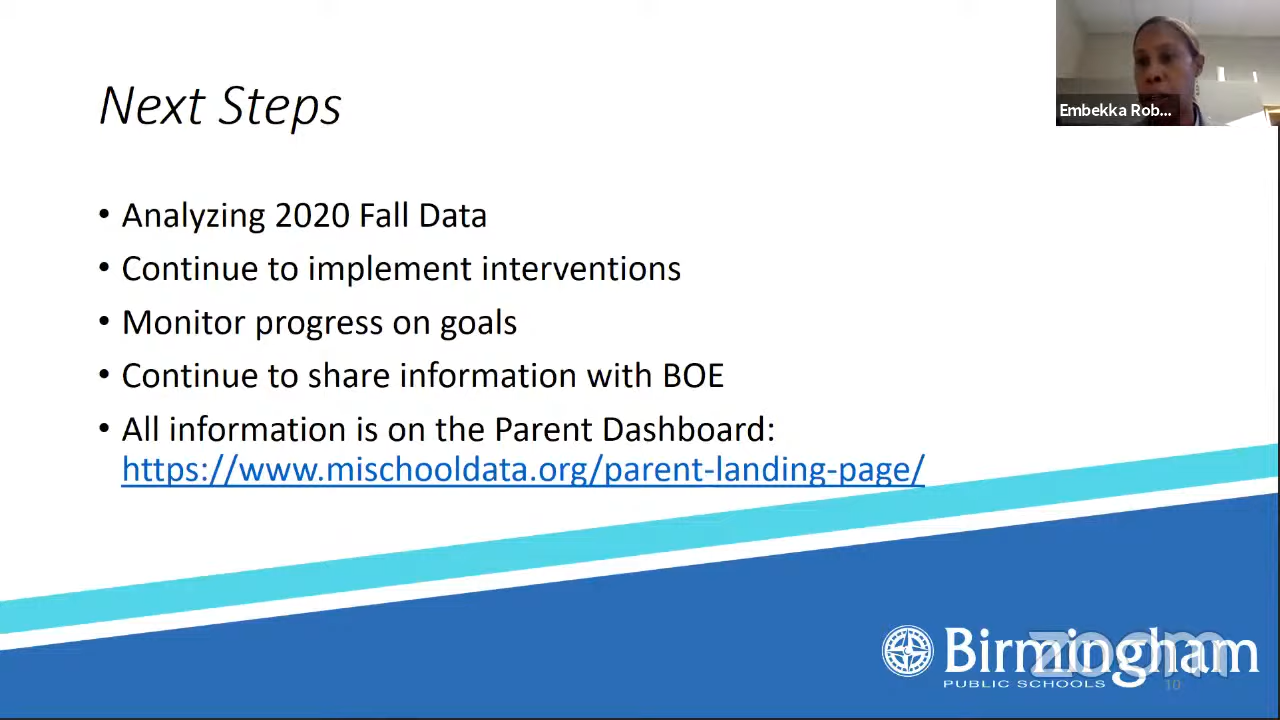 Next Steps
Embekka Rob...
• Analyzing 2020 Fall Data
• Continue to implement interventions
• Monitor progress on goals
• Continue to share information with BOE
• All information is on the Parent Dashboard:
https://www.mischooldata.org/parent-landing-page/
Birmingham
zoom
PUBLIC SCHOOLS
10